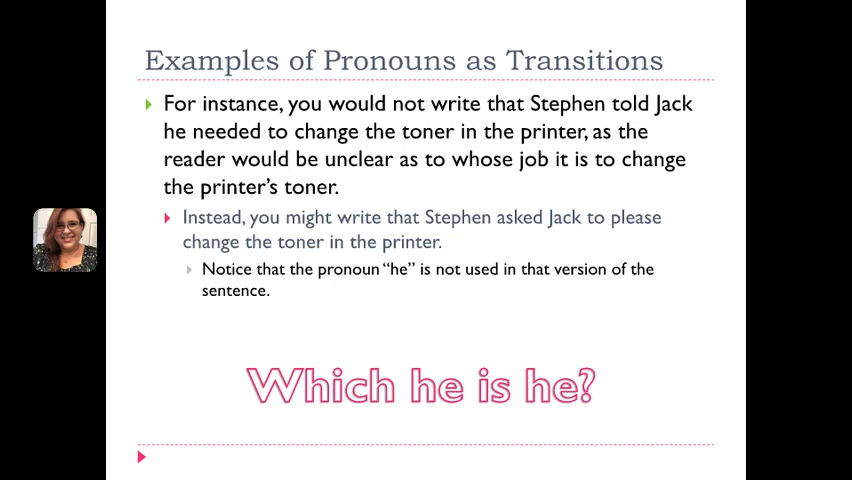 Examples of Pronouns as Transitions
For instance, you would not write that Stephen told Jack
he needed to change the toner in the printer, as the
reader would be unclear as to whose job it is to change
the printer's toner.
Instead, you might write that Stephen asked Jack to please
change the toner in the printer.
Notice that the pronoun “he” is not used in that version of the
sentence.
Which he is he?